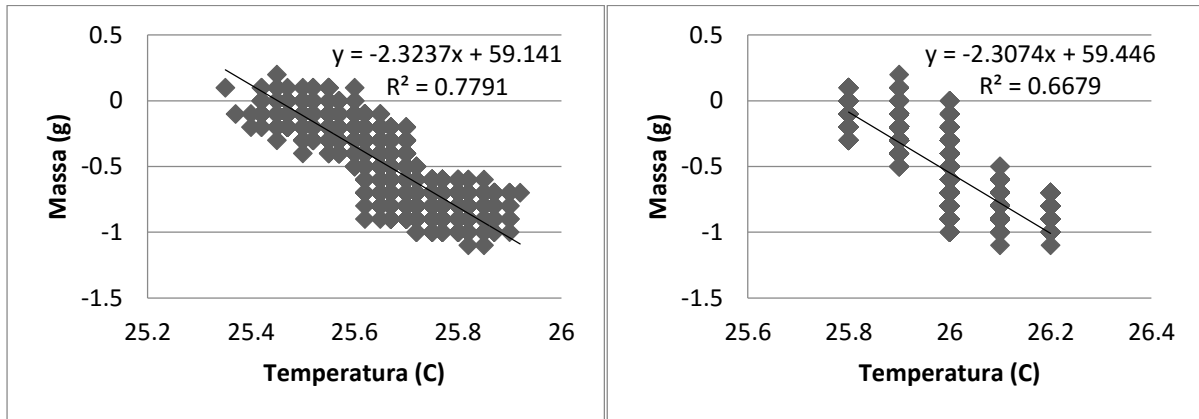 0.5
y = -2.3237x + 59.141
R² = 0.7791
0
-0.5
-1
-1.5
Massa (g)
25.2 25.4 25.6 25.8 26
Temperatura (C)
0.5
y = -2.3074x + 59.446
R² = 0.6679
0
-0.5
-1
-1.5
Massa (g)
25.6 25.8 26 26.2 26.4
Temperatura (C)